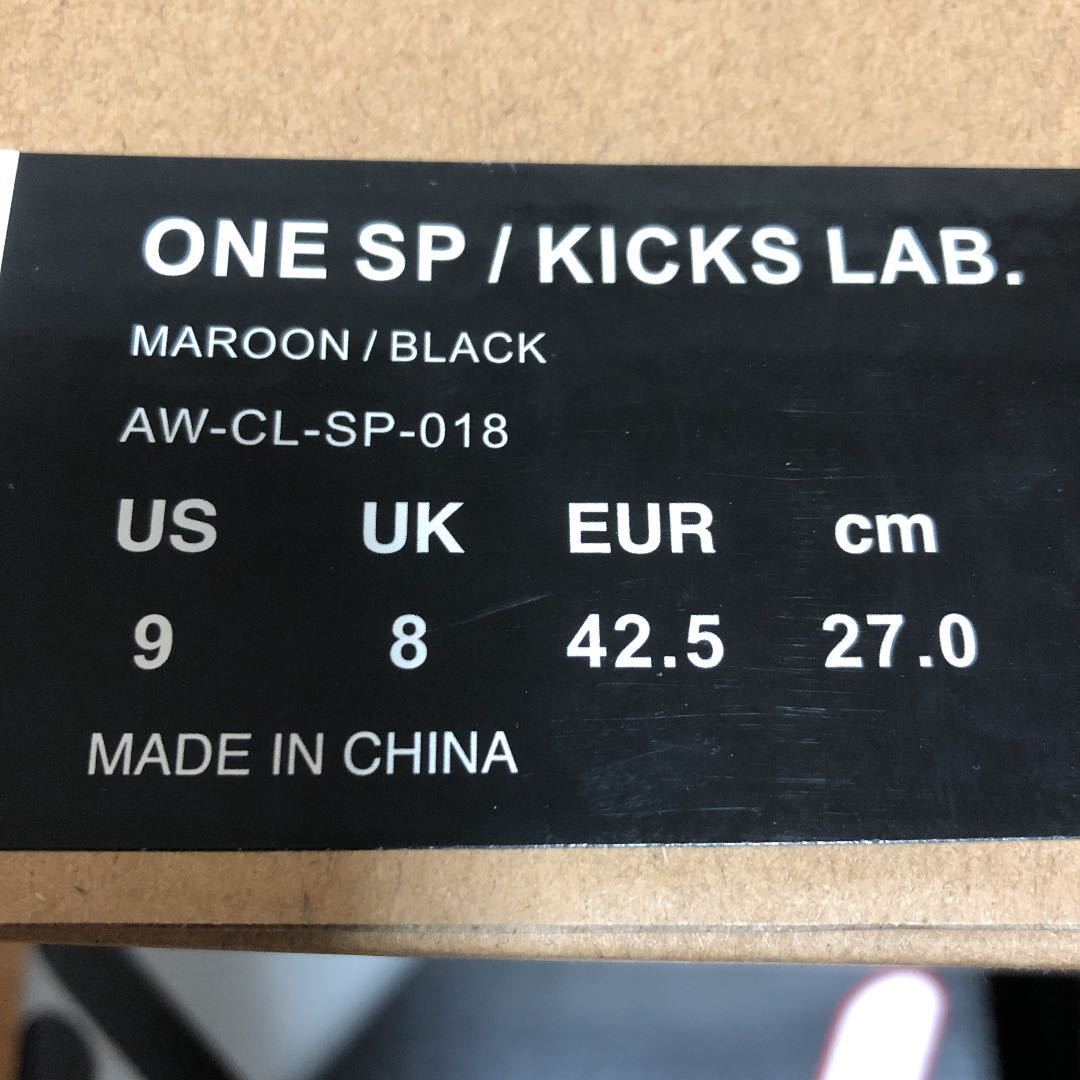 ONE SP / KICKS LAB.
MAROON / BLACK
AW-CL-SP-018
US UK EUR cm
9 8 42.5 27.0
MADE IN CHINA